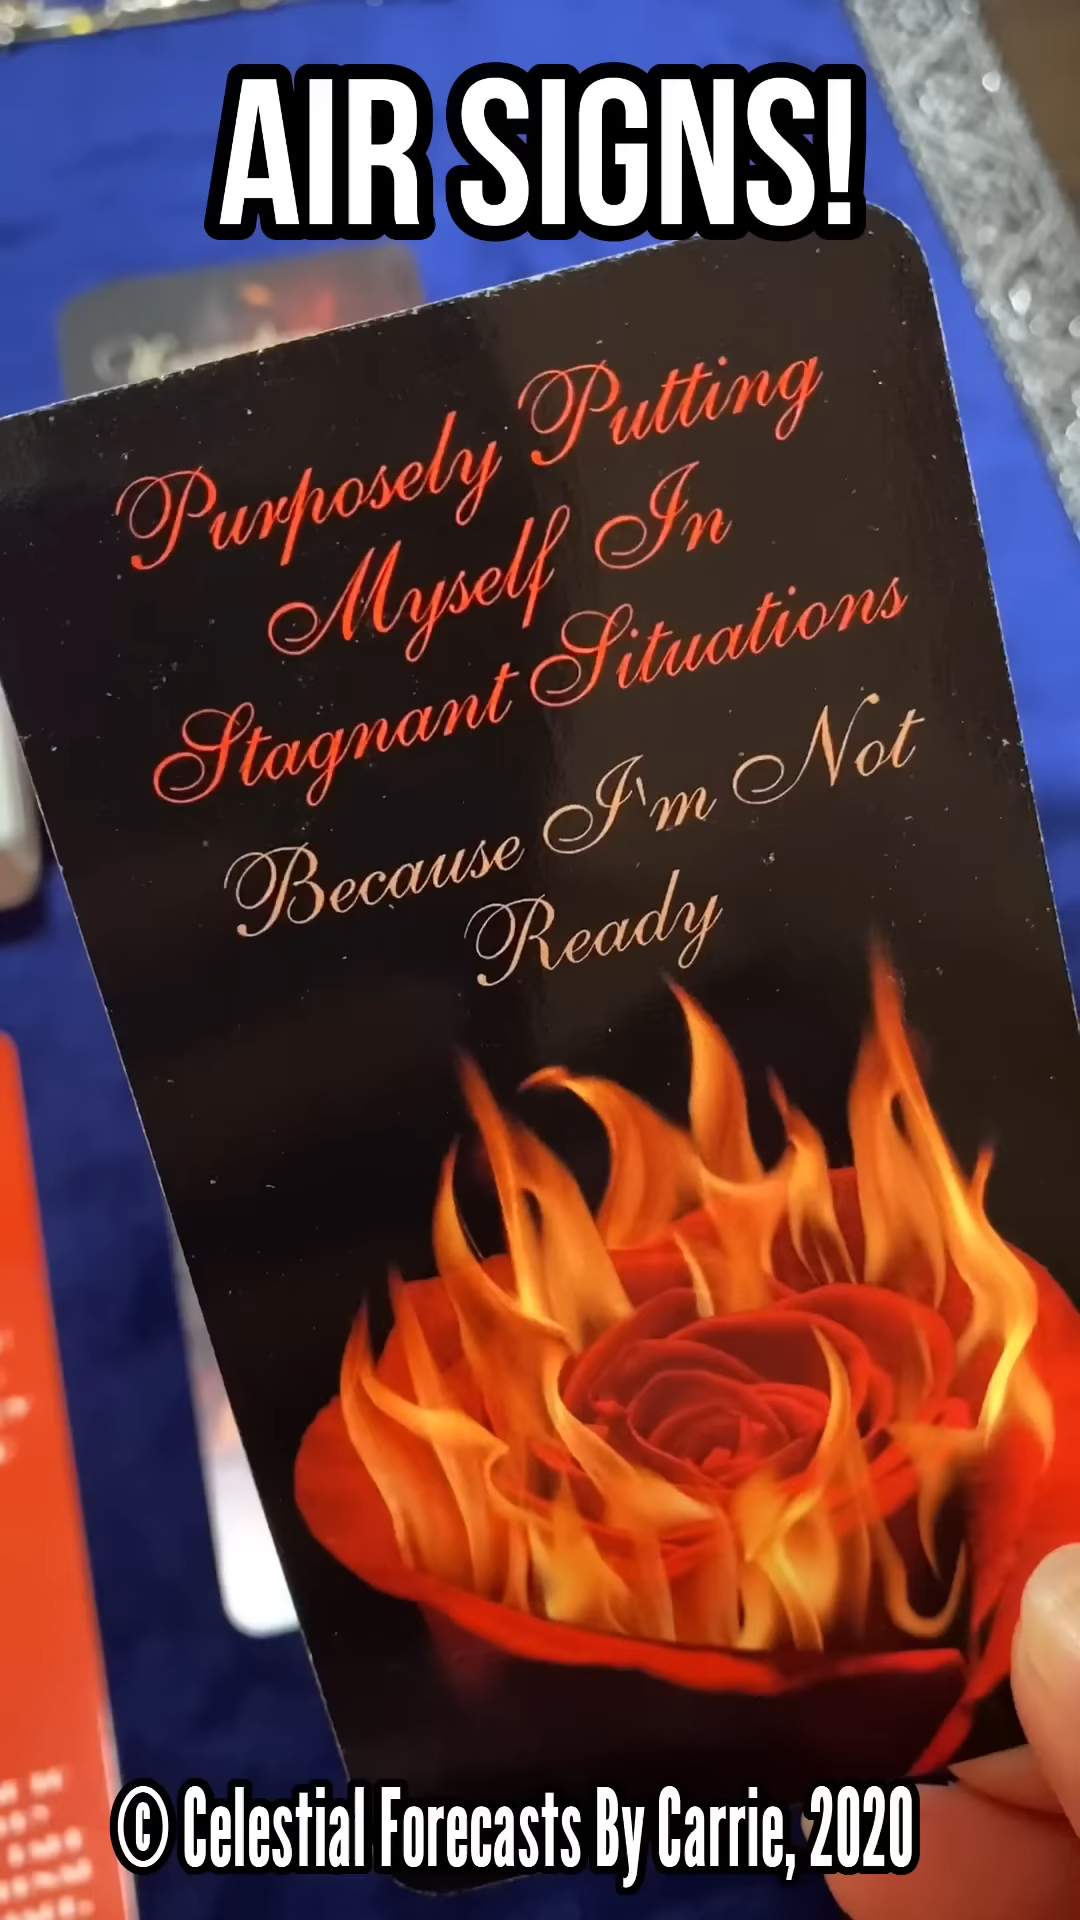 AIR SIGNS!
Purposely Putting
Myself In
Stagnant Situations
Because I'm Not
Ready
© Celestial Forecasts By Carrie, 2020